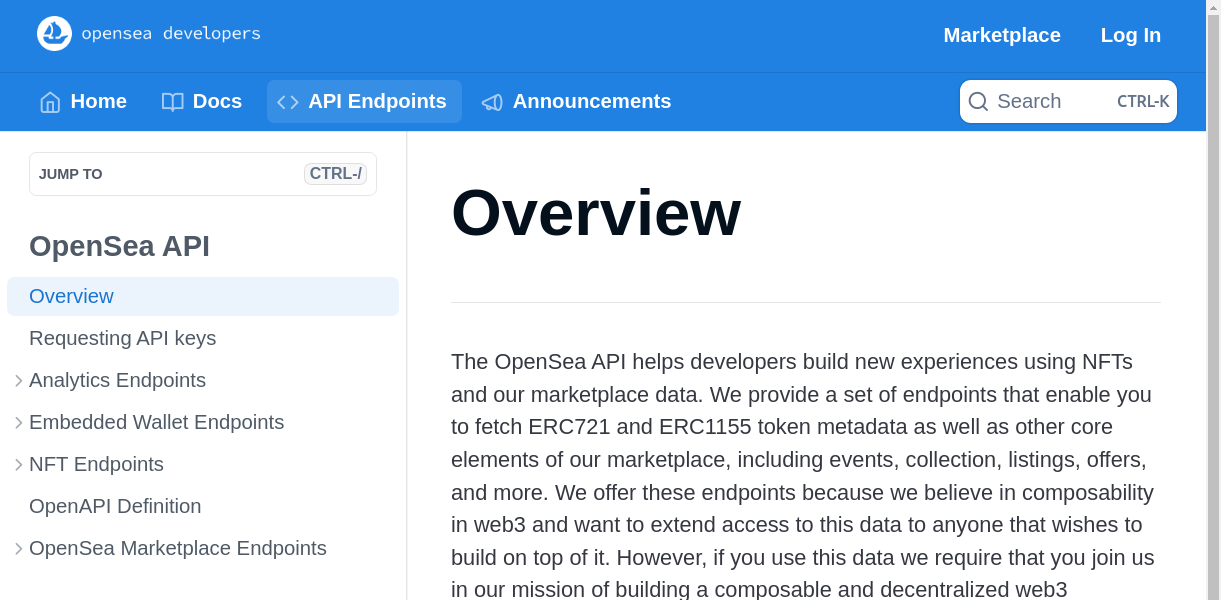 opensea developers
Marketplace
Log In
Home
Docs
API Endpoints
Announcements
Search
CTRL-K
JUMP TO
CTRL-/
OpenSea API
Overview
Requesting API keys
Analytics Endpoints
Embedded Wallet Endpoints
NFT Endpoints
OpenAPI Definition
OpenSea Marketplace Endpoints
Overview
The OpenSea API helps developers build new experiences using NFTs
and our marketplace data. We provide a set of endpoints that enable you
to fetch ERC721 and ERC1155 token metadata as well as other core
elements of our marketplace, including events, collection, listings, offers,
and more. We offer these endpoints because we believe in composability
in web3 and want to extend access to this data to anyone that wishes to
build on top of it. However, if you use this data we require that you join us
in our mission of building a composable and decentralized web3